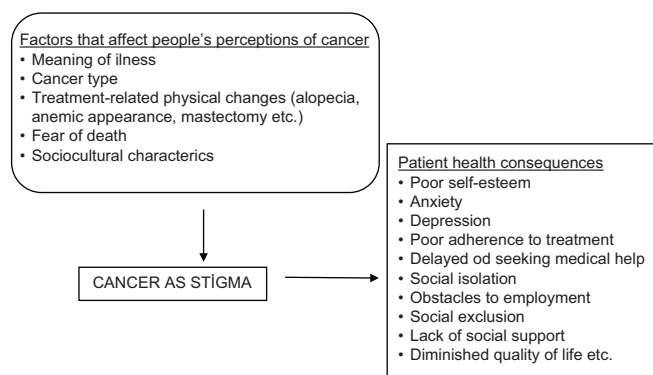 Factors that affect people's perceptions of cancer
• Meaning of ilness
• Cancer type
• Treatment-related physical changes (alopecia,
anemic appearance, mastectomy etc.)
• Fear of death
• Sociocultural characterics
CANCER AS STİGMA
Patient health consequences
• Poor self-esteem
• Anxiety
• Depression
• Poor adherence to treatment
• Delayed od seeking medical help
• Social isolation
• Obstacles to employment
• Social exclusion
• Lack of social support
• Diminished quality of life etc.